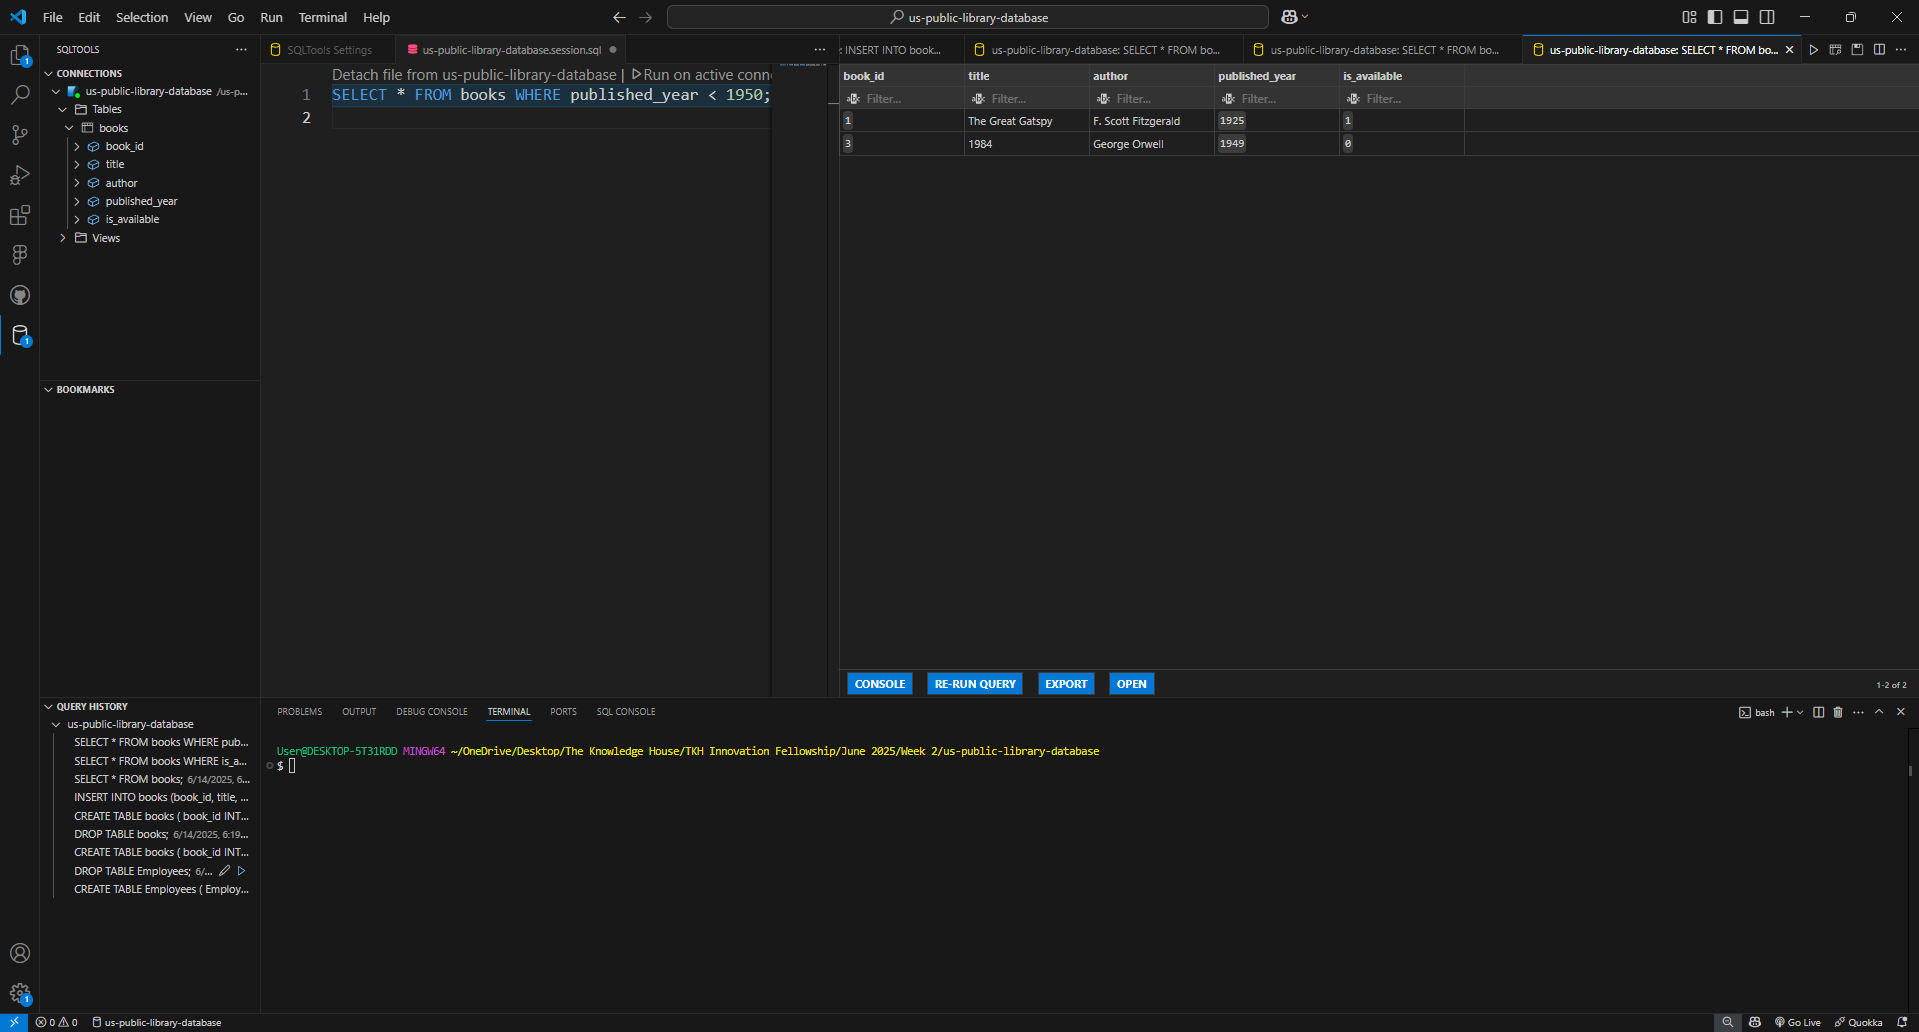 File Edit Selection View Go Run Terminal Help
us-public-library-database
SQLTOOLS
CONNECTIONS
us-public-library-database /us-p...
Tables
books
book_id
title
author
published_year
is_available
Views
BOOKMARKS
QUERY HISTORY
us-public-library-database
SELECT * FROM books WHERE pub...
SELECT * FROM books WHERE is_a...
SELECT * FROM books; 6/14/2025, 6...
INSERT INTO books (book_id, title, ...
CREATE TABLE books ( book_id INT...
DROP TABLE books; 6/14/2025, 6:19...
CREATE TABLE books ( book_id INT...
DROP TABLE Employees; 6/...
CREATE TABLE Employees ( Employ...
SQLTools Settings
us-public-library-database.session.sql
Detach file from us-public-library-database | Run on active conn
1 SELECT * FROM books WHERE published_year < 1950;
2
: INSERT INTO book...
us-public-library-database: SELECT * FROM bo...
us-public-library-database: SELECT * FROM bo...
us-public-library-database: SELECT * FROM bo...
book_id title author published_year is_available
Filter... Filter... Filter... Filter... Filter...
1 The Great Gatspy F. Scott Fitzgerald 1925 1
3 1984 George Orwell 1949 0
CONSOLE RE-RUN QUERY EXPORT OPEN
1-2 of 2
PROBLEMS OUTPUT DEBUG CONSOLE TERMINAL PORTS SQL CONSOLE
bash
User@DESKTOP-5T31RDD MINGW64 ~/OneDrive/Desktop/The Knowledge House/TKH Innovation Fellowship/June 2025/Week 2/us-public-library-database
$
0 0 us-public-library-database
Go Live Quokka